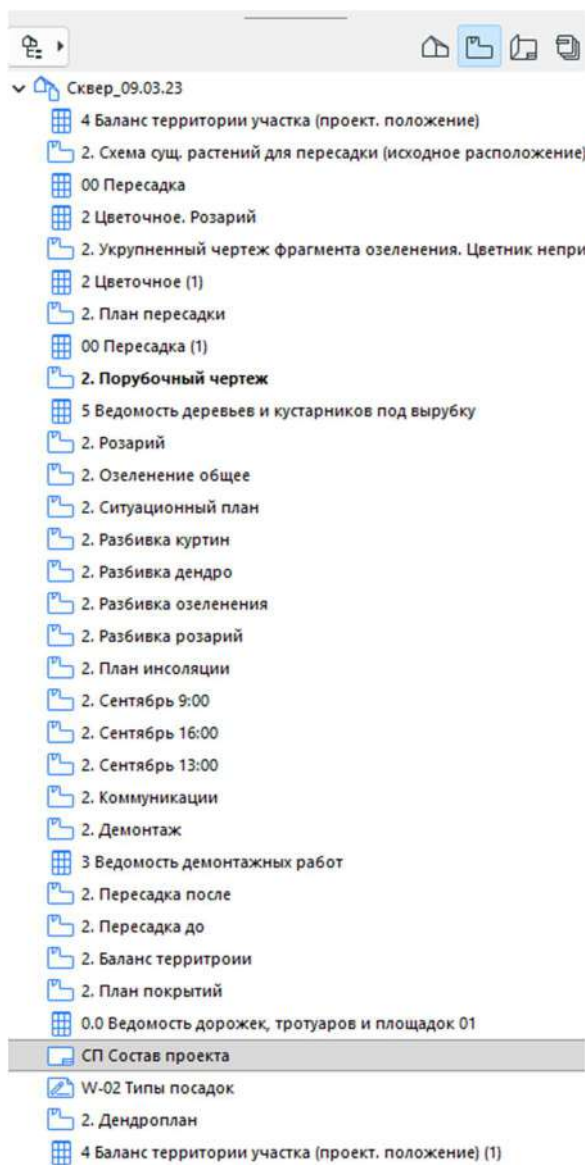 Сквер_09.03.23
4 Баланс территории участка (проект. положение)
2. Схема сущ. растений для пересадки (исходное расположение)
00 Пересадка
2 Цветочное. Розарий
2. Укрупненный чертеж фрагмента озеленения. Цветник непри
2 Цветочное (1)
2. План пересадки
00 Пересадка (1)
2. Порубочный чертеж
5 Ведомость деревьев и кустарников под вырубку
2. Розарий
2. Озеленение общее
2. Ситуационный план
2. Разбивка куртин
2. Разбивка дендро
2. Разбивка озеленения
2. Разбивка розарий
2. План инсоляции
2. Сентябрь 9:00
2. Сентябрь 16:00
2. Сентябрь 13:00
2. Коммуникации
2. Демонтаж
3 Ведомость демонтажных работ
2. Пересадка после
2. Пересадка до
2. Баланс территроии
2. План покрытий
0.0 Ведомость дорожек, тротуаров и площадок 01
СП Состав проекта
W-02 Типы посадок
2. Дендроплан
4 Баланс территории участка (проект. положение) (1)